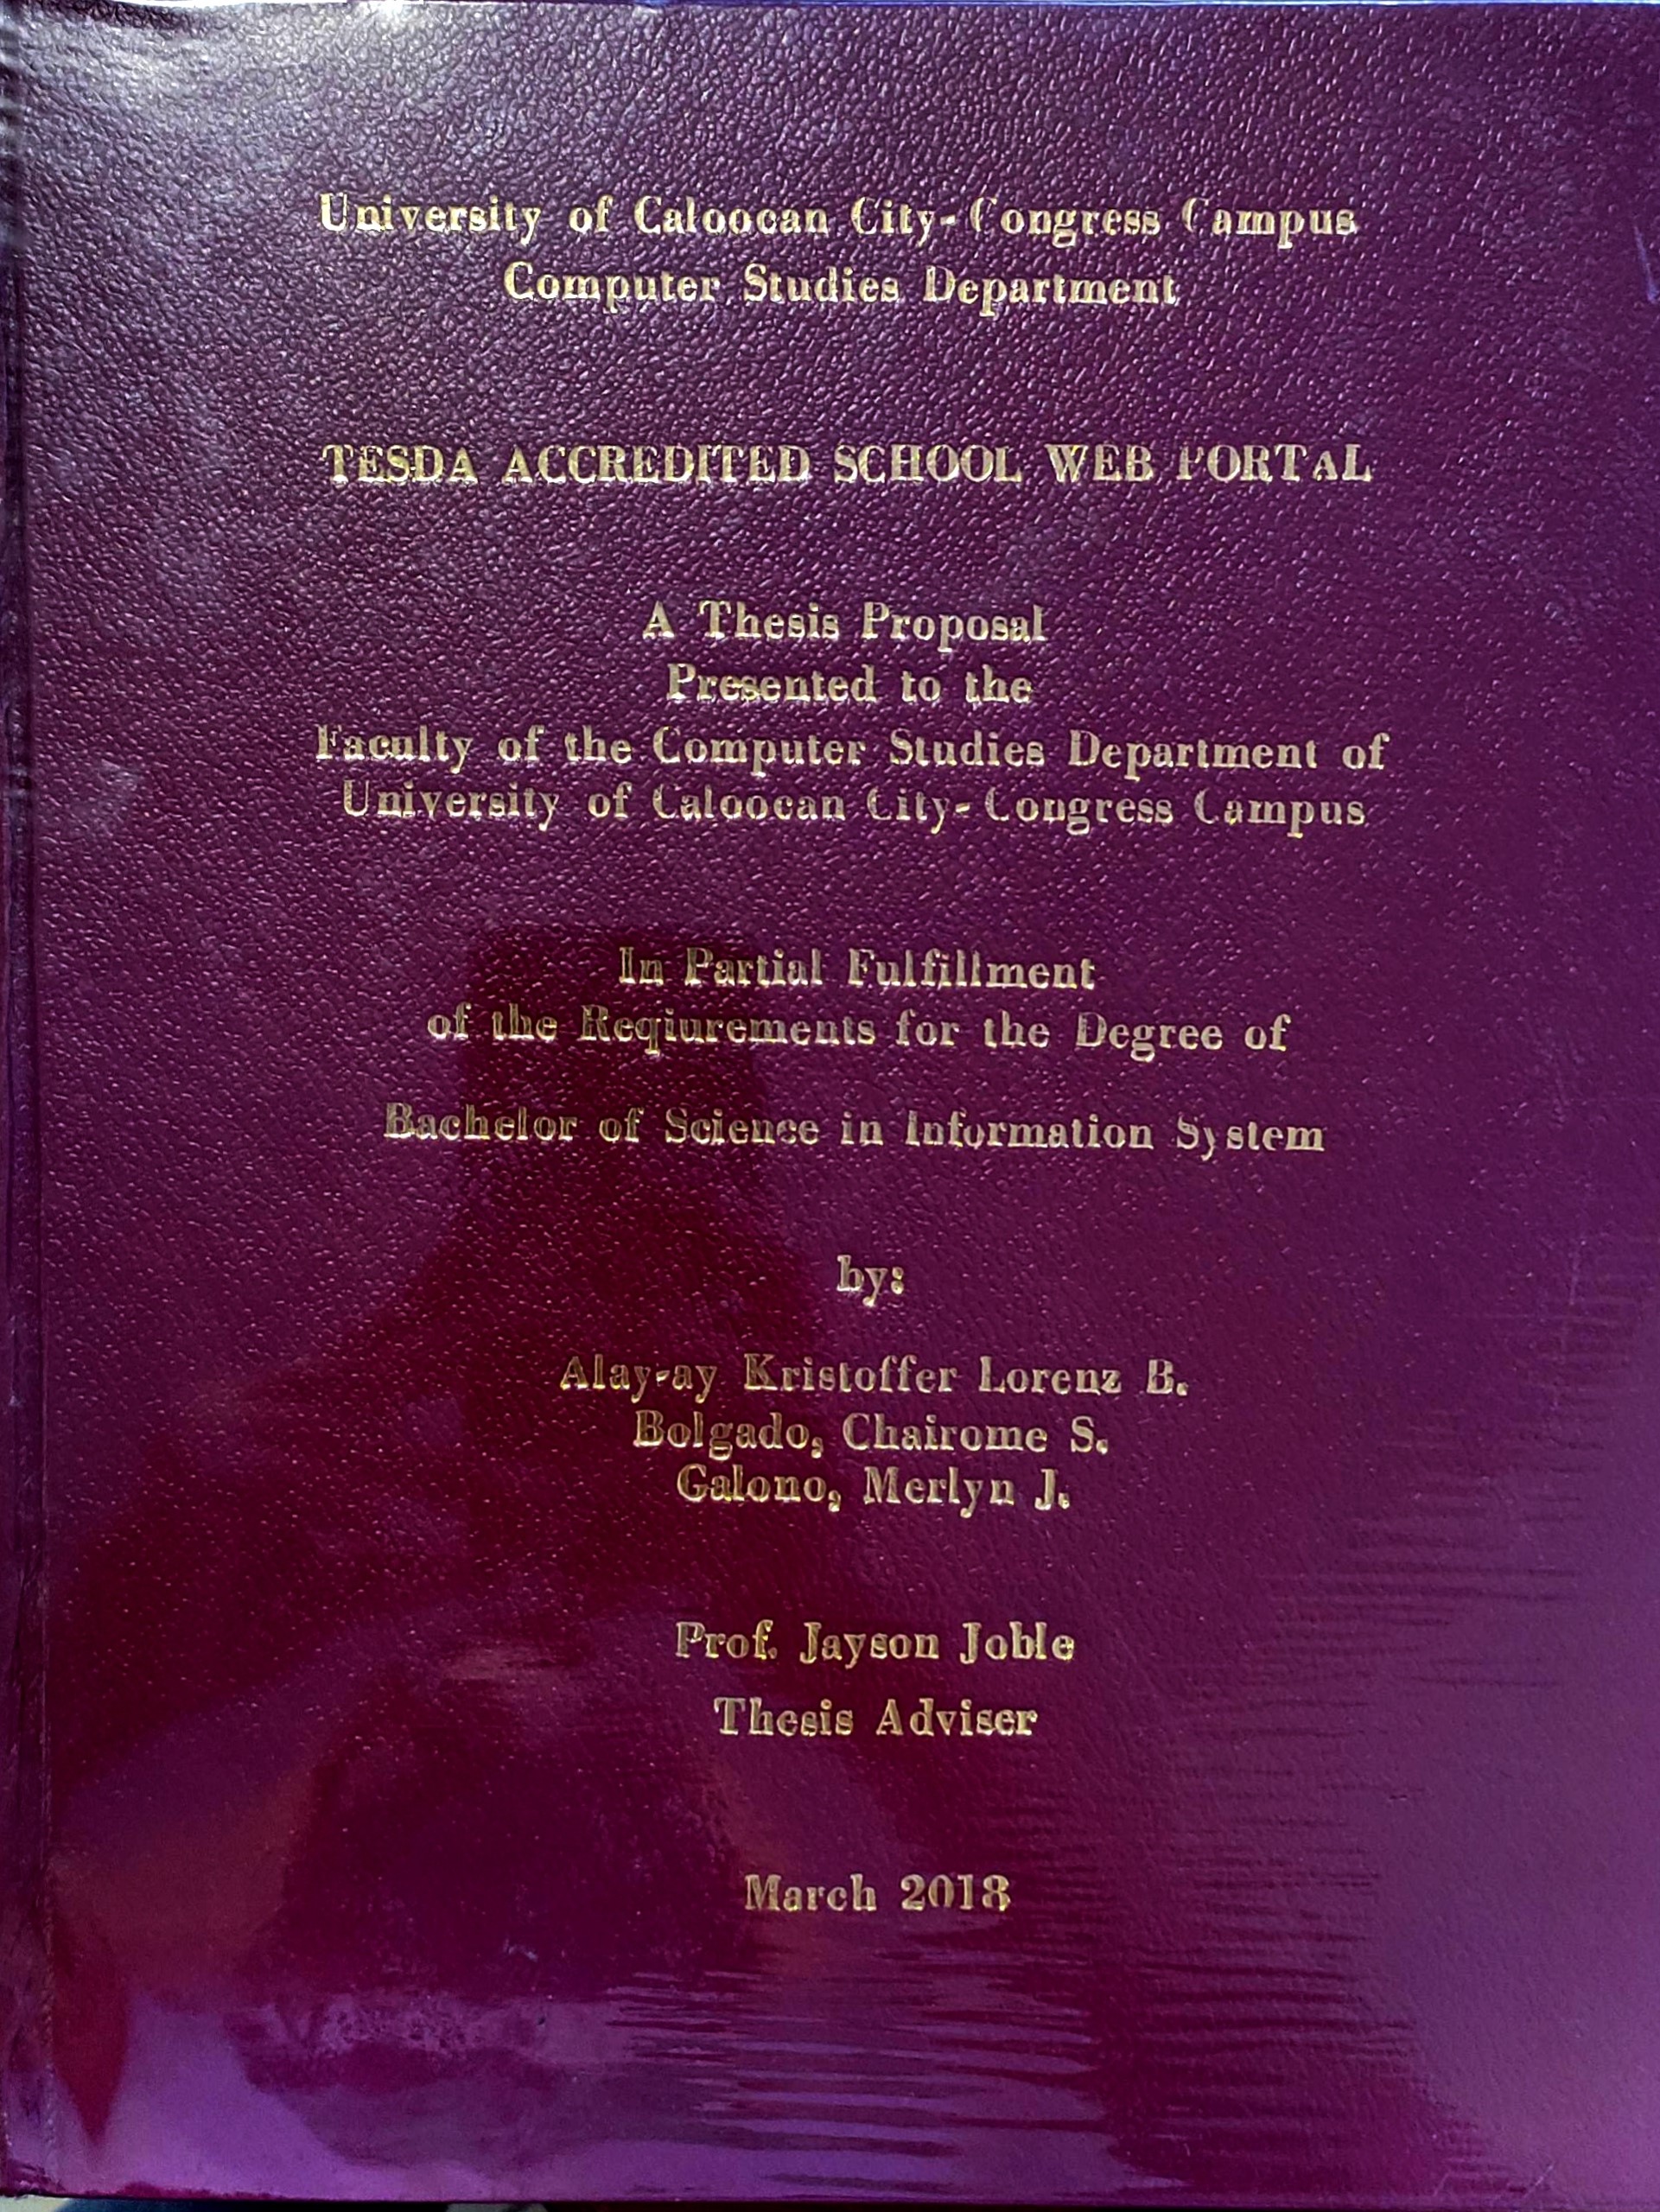 University of Caloocan City-Congress Campus
Computer Studies Department
TESDA ACCREDITED SCHOOL WEB PORTAL
A Thesis Proposal
Presented to the
Faculty of the Computer Studies Department of
University of Caloocan City-Congress Campus
In Partial Fulfillment
of the Reqiurements for the Degree of
Bachelor of Science in Information System
by:
Alay-ay Kristoffer Lorenz B.
Bolgado, Chairome S.
Galono, Merlyn J.
Prof. Jayson Joble
Thesis Adviser
March 2018